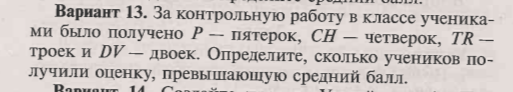 Вариант 13. За контрольную работу в классе ученика-
ми было получено P — пятерок, CH — четверок, TR —
троек и DV — двоек. Определите, сколько учеников по-
лучили оценку, превышающую средний балл.